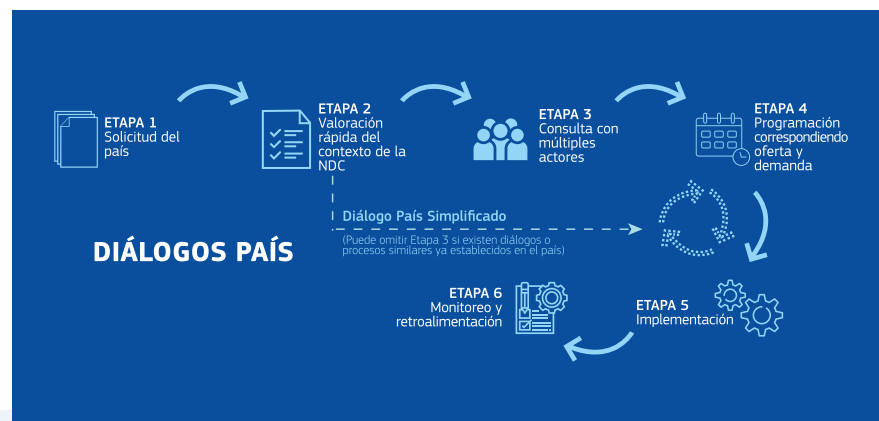 ETAPA 1
Solicitud del
país
ETAPA 2
Valoración
rápida del
contexto de la
NDC
ETAPA 3
Consulta con
múltiples
actores
ETAPA 4
Programación
correspondiendo
oferta y
demanda
Diálogo País Simplificado
(Puede omitir Etapa 3 si existen diálogos o
procesos similares ya establecidos en el país)
DIÁLOGOS PAÍS
ETAPA 5
Implementación
ETAPA 6
Monitoreo y
retroalimentación